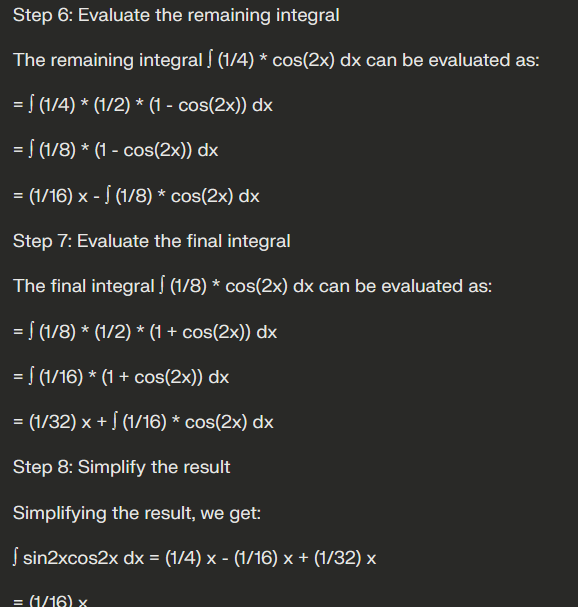 Step 6: Evaluate the remaining integral
The remaining integral ∫ (1/4) * cos(2x) dx can be evaluated as:
= ∫ (1/4) * (1/2) * (1 - cos(2x)) dx
= ∫ (1/8) * (1 - cos(2x)) dx
= (1/16) x - ∫ (1/8) * cos(2x) dx
Step 7: Evaluate the final integral
The final integral ∫ (1/8) * cos(2x) dx can be evaluated as:
= ∫ (1/8) * (1/2) * (1 + cos(2x)) dx
= ∫ (1/16) * (1 + cos(2x)) dx
= (1/32) x + ∫ (1/16) * cos(2x) dx
Step 8: Simplify the result
Simplifying the result, we get:
∫ sin2xcos2x dx = (1/4) x - (1/16) x + (1/32) x
= (1/16) x